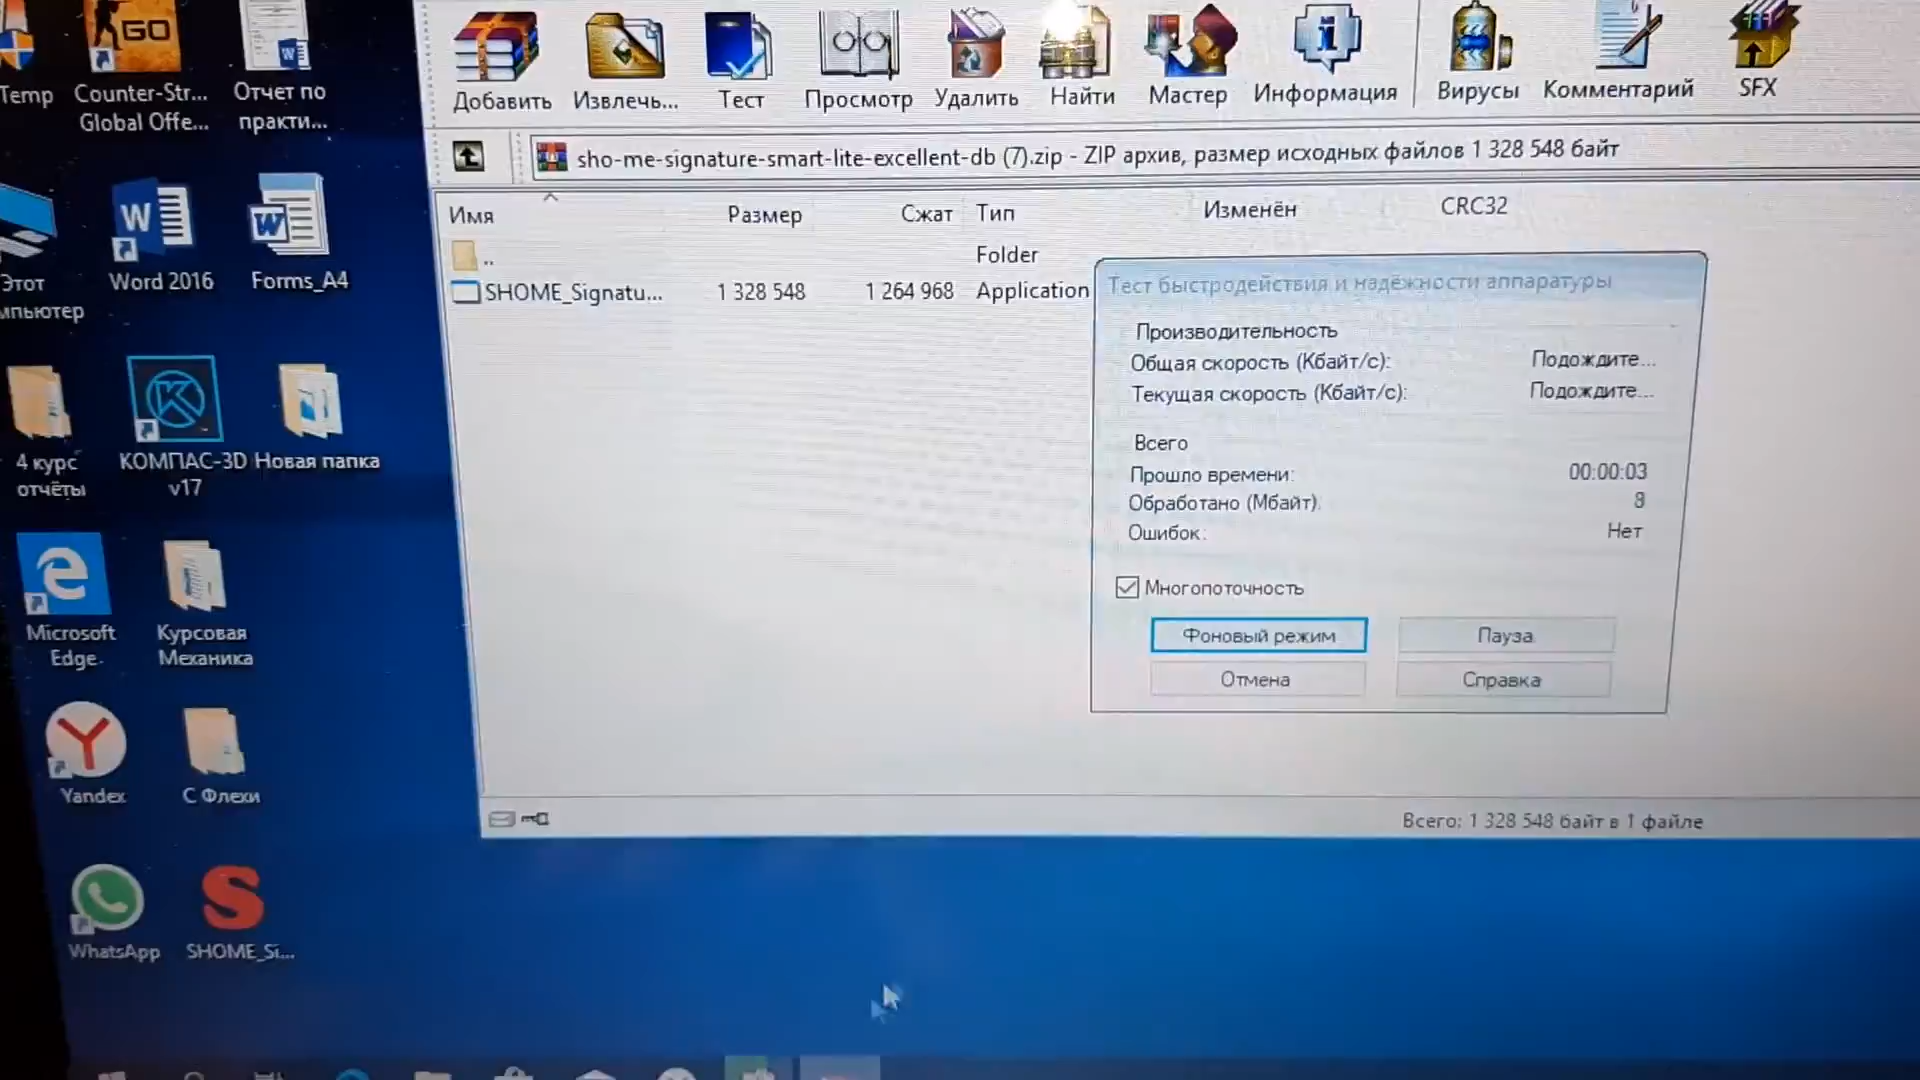 Temp
Counter-Str...
Global Offe...
Отчет по
практи...
GO
Этот
мпьютер
Word 2016
Forms_A4
4 курс
отчёты
КОМПАС-3D
v17
Новая папка
Microsoft
Edge
Курсовая
Механика
Yandex
С Флехи
WhatsApp
SHOME_Si...
Добавить
Извлечь...
Тест
Просмотр
Удалить
Найти
Мастер
Информация
Вирусы
Комментарий
SFX
sho-me-signature-smart-lite-excellent-db (7).zip - ZIP архив, размер исходных файлов 1 328 548 байт
Имя Размер Сжат Тип Изменён CRC32
.. Folder
SHOME_Signatu... 1 328 548 1 264 968 Application
Тест быстродействия и надёжности аппаратуры
Производительность
Общая скорость (Кбайт/с): Подождите...
Текущая скорость (Кбайт/с): Подождите...
Всего
Прошло времени: 00:00:03
Обработано (Мбайт): 8
Ошибок: Нет
Многопоточность
Фоновый режим Пауза
Отмена Справка
Всего: 1 328 548 байт в 1 файле